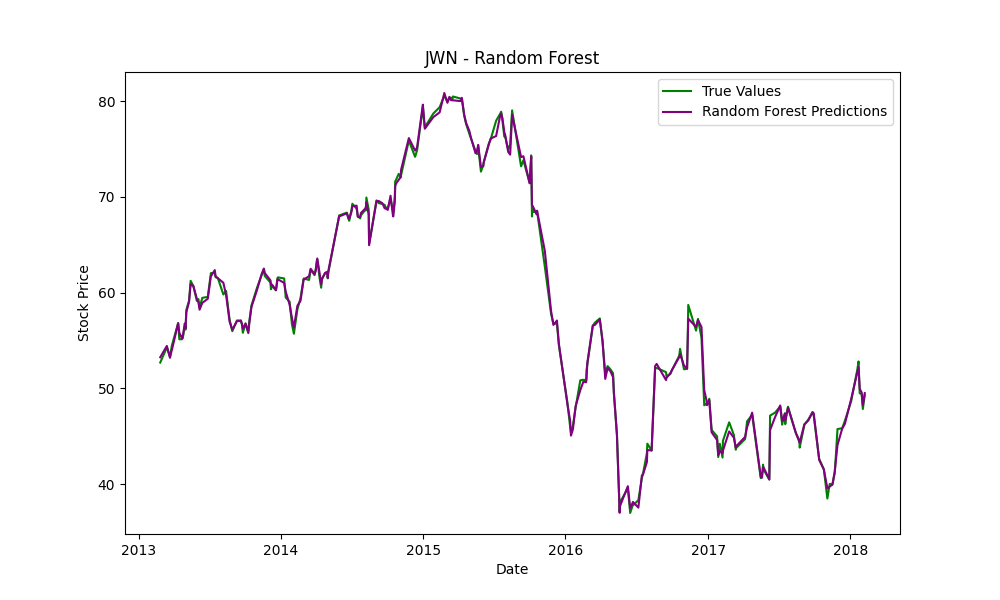 JWN - Random Forest
True Values
Random Forest Predictions
Stock Price
80
70
60
50
40
2013
2014
2015
2016
2017
2018
Date